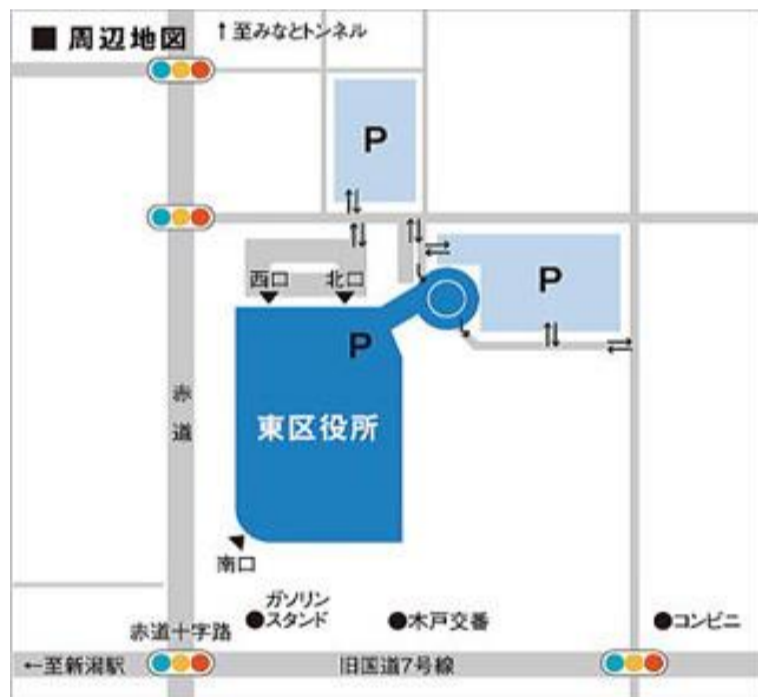 ■ 周辺地図
↑至みなとトンネル
P
西口
北口
P
P
赤道
東区役所
南口
ガソリン
スタンド
木戸交番
コンビニ
赤道十字路
←至新潟駅
旧国道7号線